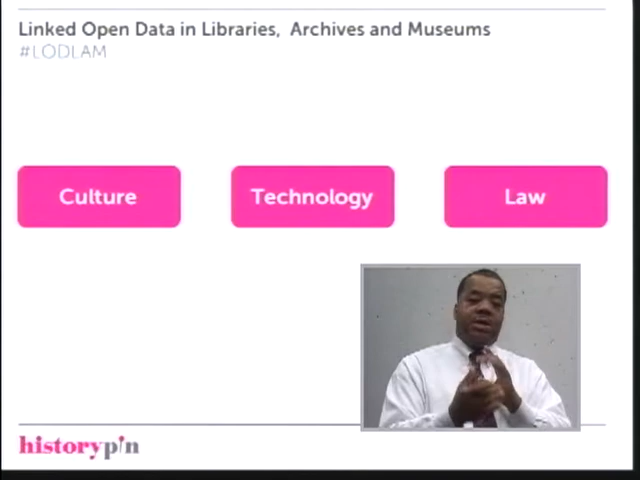 Linked Open Data in Libraries, Archives and Museums
#LODLAM
Culture
Technology
Law
historypin